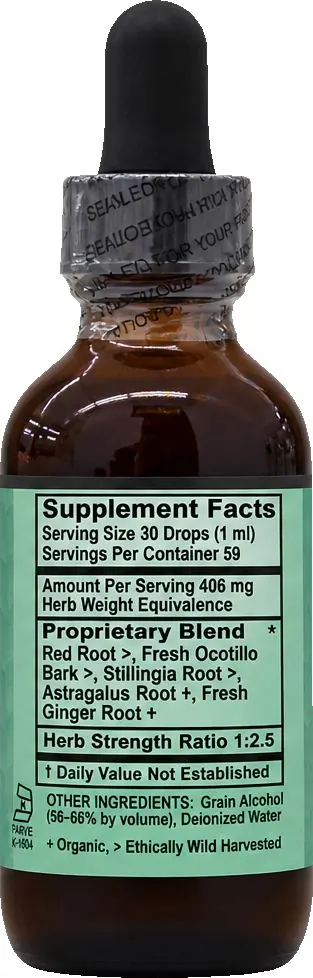 SEALED FOR YOUR
Supplement Facts
Serving Size 30 Drops (1 ml)
Servings Per Container 59
Amount Per Serving 406 mg
Herb Weight Equivalence
Proprietary Blend *
Red Root >, Fresh Ocotillo
Bark >, Stillingia Root >,
Astragalus Root +, Fresh
Ginger Root +
Herb Strength Ratio 1:2.5
† Daily Value Not Established
OTHER INGREDIENTS: Grain Alcohol
(56-66% by volume), Deionized Water
K
PARVE
K-1604
+ Organic, > Ethically Wild Harvested